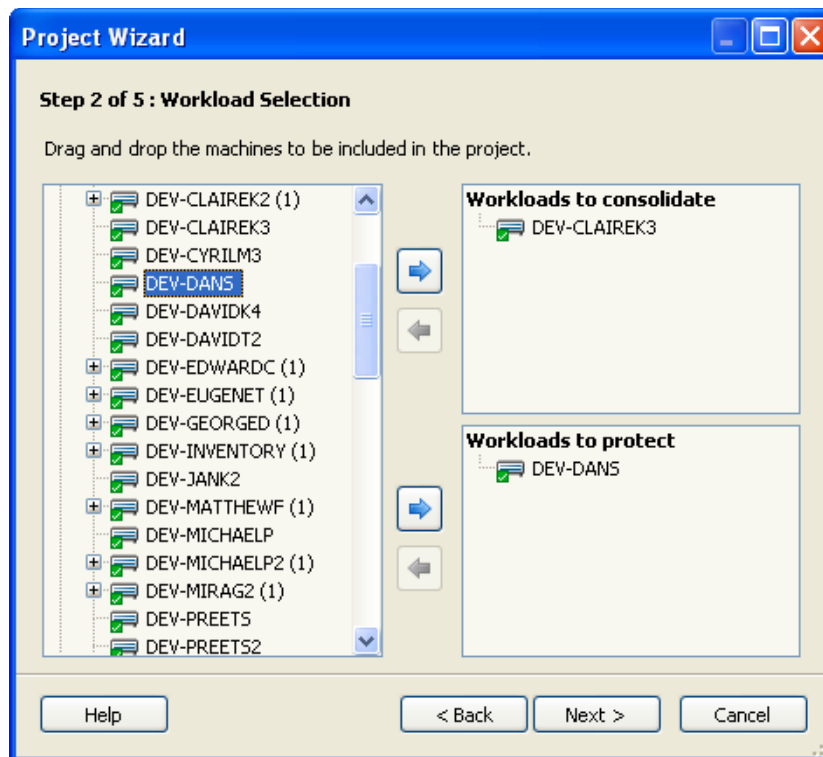 Project Wizard
Step 2 of 5 : Workload Selection
Drag and drop the machines to be included in the project.
DEV-CLAIREK2 (1)
DEV-CLAIREK3
DEV-CYRILM3
DEV-DANS
DEV-DAVIDK4
DEV-DAVIDT2
DEV-EDWARDC (1)
DEV-EUGENET (1)
DEV-GEORGED (1)
DEV-INVENTORY (1)
DEV-JANK2
DEV-MATTHEWF (1)
DEV-MICHAELP
DEV-MICHAELP2 (1)
DEV-MIRAG2 (1)
DEV-PREETS
DEV-PREETS2
Workloads to consolidate
DEV-CLAIREK3
Workloads to protect
DEV-DANS
Help
< Back
Next >
Cancel